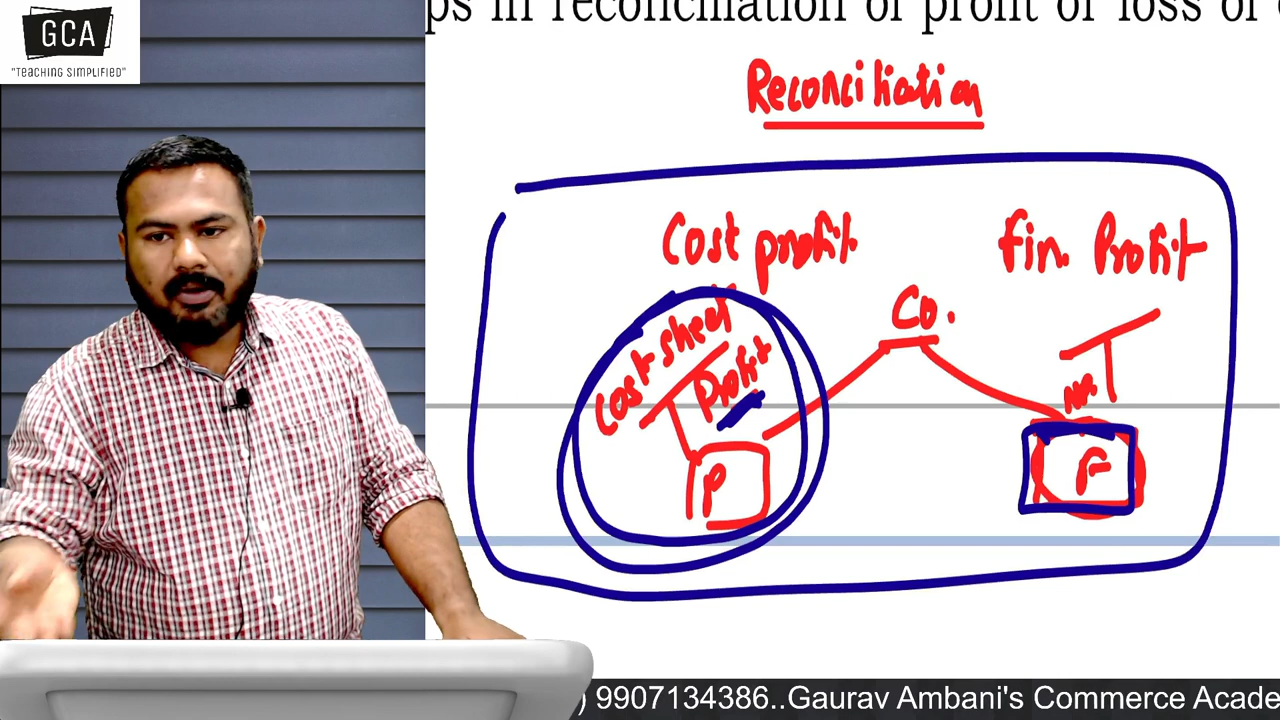 GCA
"TEACHING SIMPLIFIED"
ps in reconciliation of profit or loss of
Reconciliation
Cost profit
fin. Profit
Co.
Cost sheet
Profit
P
F
) 9907134386..Gaurav Ambani's Commerce Acade